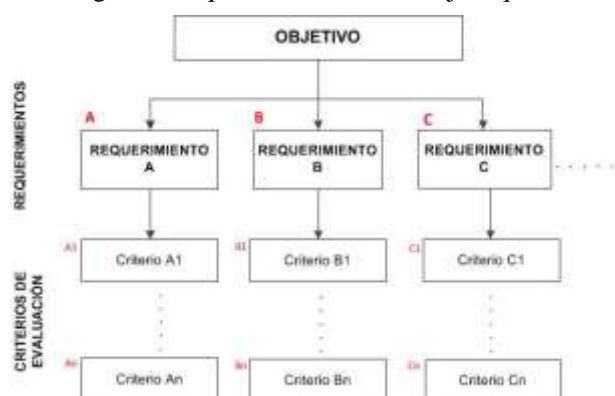 OBJETIVO
REQUERIMIENTOS
A
B
C
REQUERIMIENTO
A
REQUERIMIENTO
B
REQUERIMIENTO
C
CRITERIOS DE
EVALUACIÓN
A1
Criterio A1
B1
Criterio B1
C1
Criterio C1
An
Criterio An
Bn
Criterio Bn
Cn
Criterio Cn